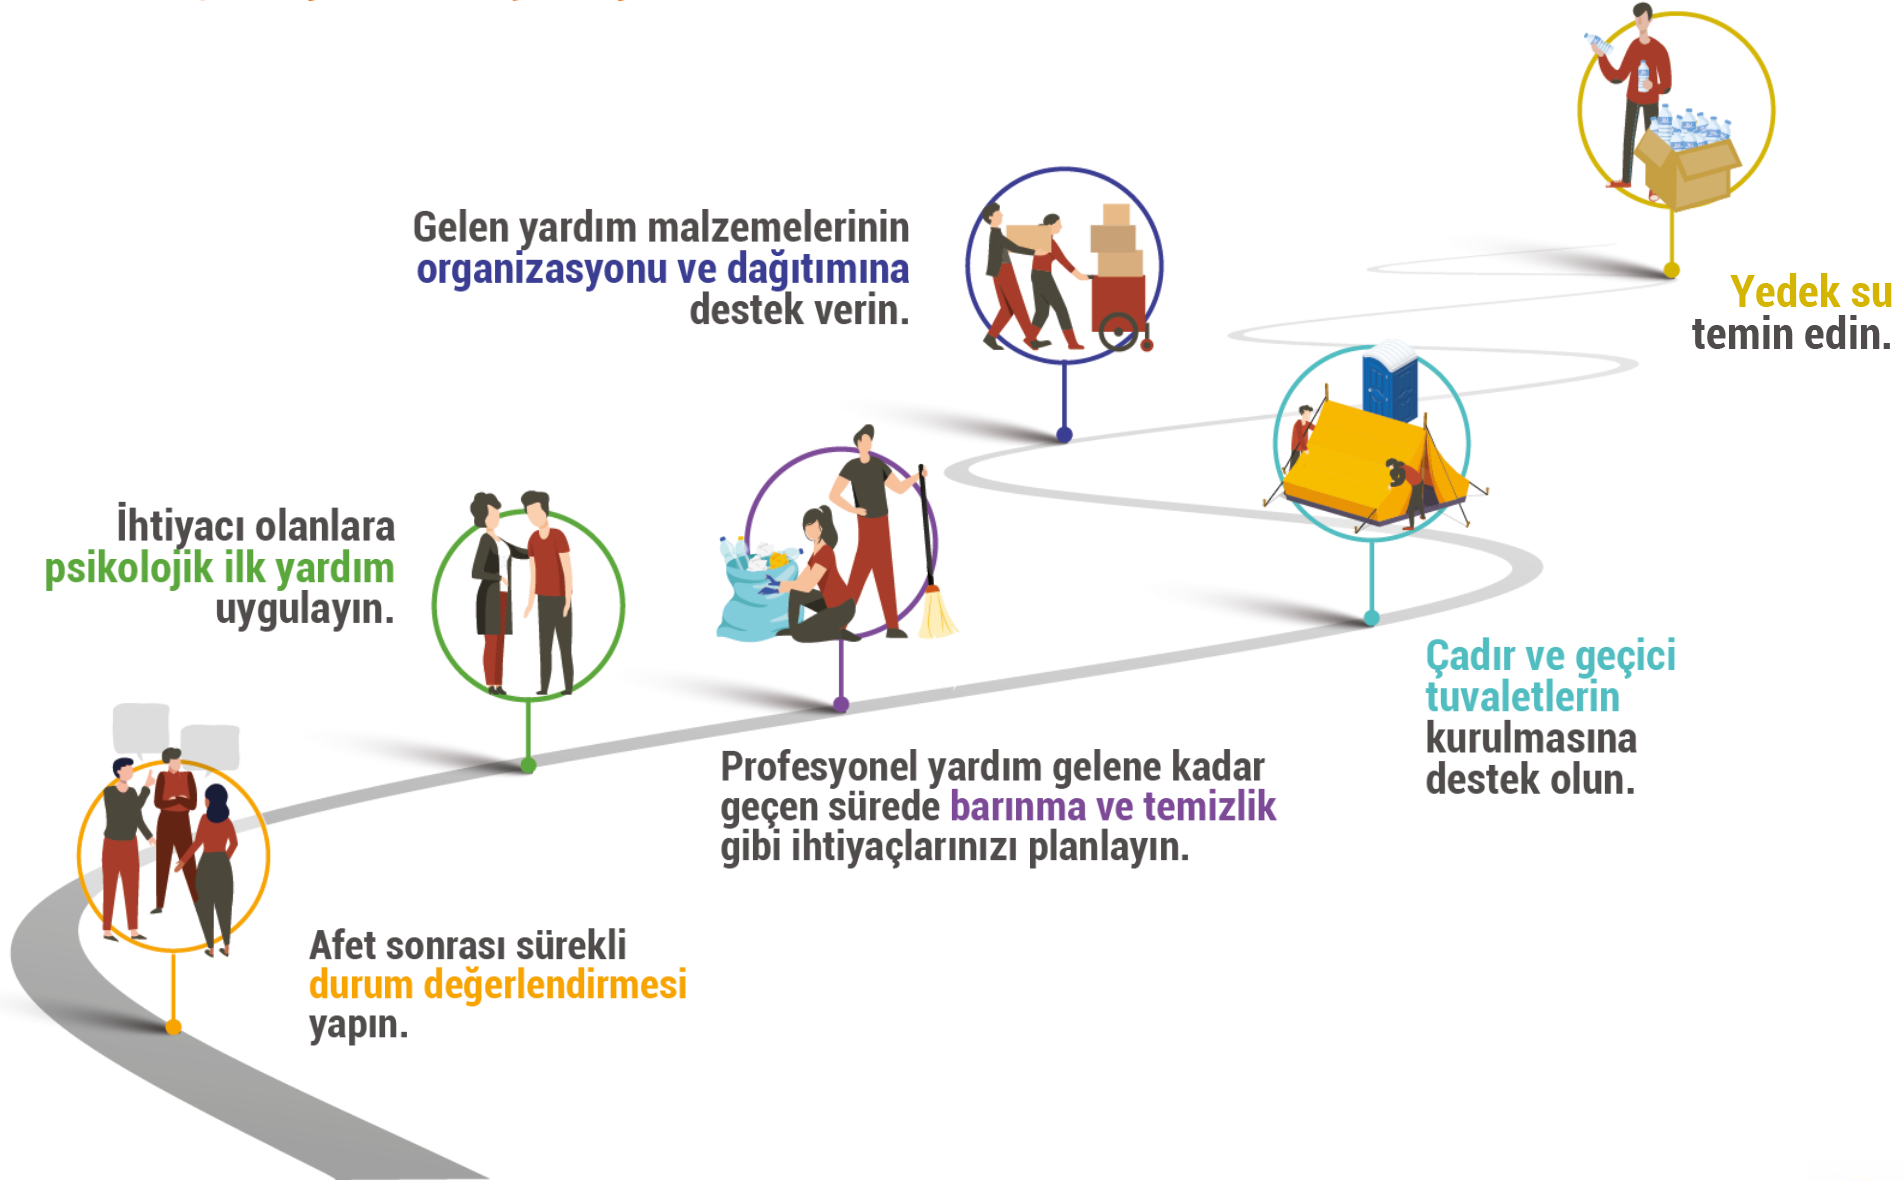 Gelen yardım malzemelerinin
organizasyonu ve dağıtımına
destek verin.
Yedek su
temin edin.
İhtiyacı olanlara
psikolojik ilk yardım
uygulayın.
Çadır ve geçici
tuvaletlerin
kurulmasına
destek olun.
Profesyonel yardım gelene kadar
geçen sürede barınma ve temizlik
gibi ihtiyaçlarınızı planlayın.
Afet sonrası sürekli
durum değerlendirmesi
yapın.